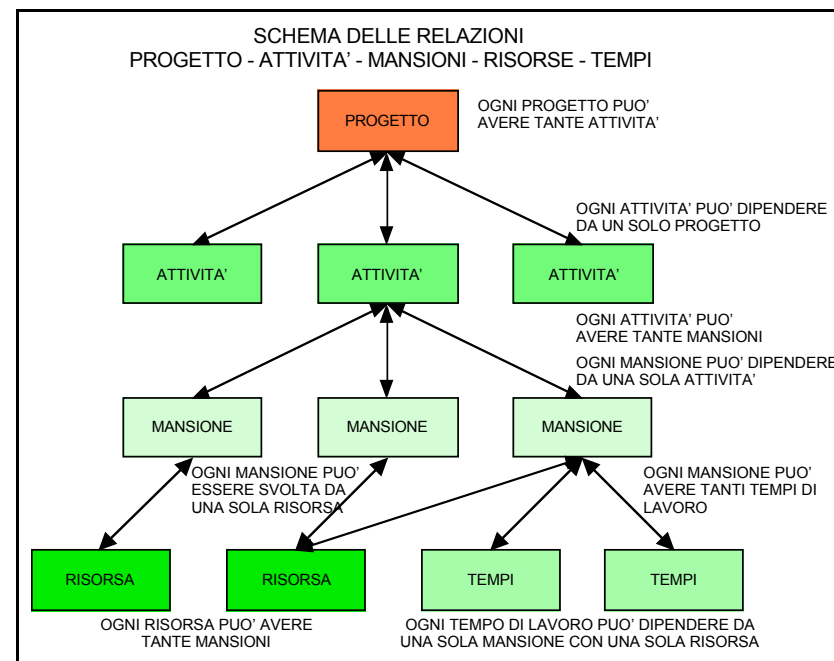 SCHEMA DELLE RELAZIONI
PROGETTO - ATTIVITA' - MANSIONI - RISORSE - TEMPI
PROGETTO
OGNI PROGETTO PUO'
AVERE TANTE ATTIVITA'
OGNI ATTIVITA' PUO' DIPENDERE
DA UN SOLO PROGETTO
ATTIVITA'
ATTIVITA'
ATTIVITA'
OGNI ATTIVITA' PUO'
AVERE TANTE MANSIONI
OGNI MANSIONE PUO' DIPENDERE
DA UNA SOLA ATTIVITA'
MANSIONE
MANSIONE
MANSIONE
OGNI MANSIONE PUO'
ESSERE SVOLTA DA
UNA SOLA RISORSA
OGNI MANSIONE PUO'
AVERE TANTI TEMPI DI
LAVORO
RISORSA
RISORSA
TEMPI
TEMPI
OGNI RISORSA PUO' AVERE
TANTE MANSIONI
OGNI TEMPO DI LAVORO PUO' DIPENDERE DA
UNA SOLA MANSIONE CON UNA SOLA RISORSA